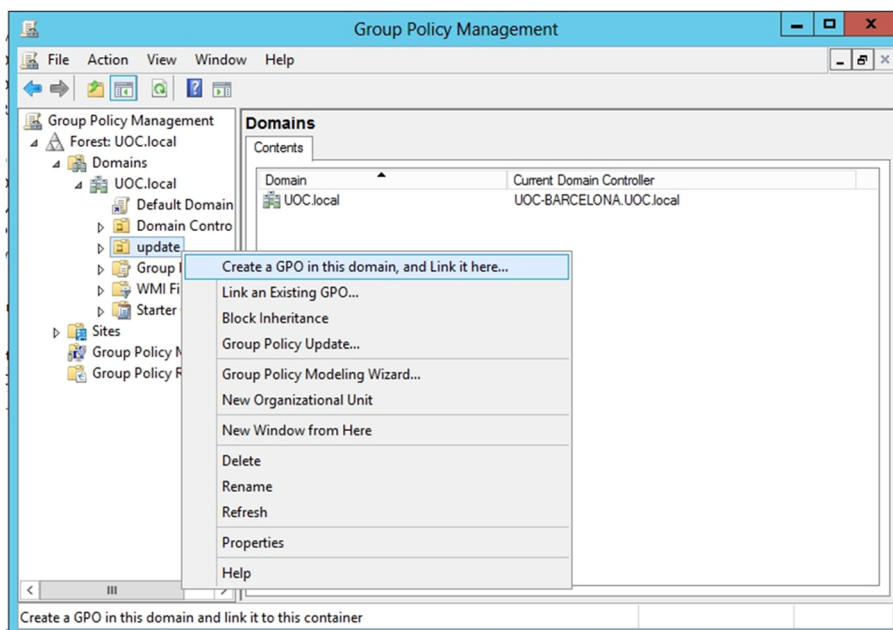 Group Policy Management
File Action View Window Help
Group Policy Management
Forest: UOC.local
Domains
UOC.local
Default Domain
Domain Contro
update
Group
WMI Fi
Starter
Sites
Group Policy M
Group Policy R
Create a GPO in this domain, and Link it here...
Link an Existing GPO...
Block Inheritance
Group Policy Update...
Group Policy Modeling Wizard...
New Organizational Unit
New Window from Here
Delete
Rename
Refresh
Properties
Help
Domains
Contents
Domain Current Domain Controller
UOC.local UOC-BARCELONA.UOC.local
Create a GPO in this domain and link it to this container